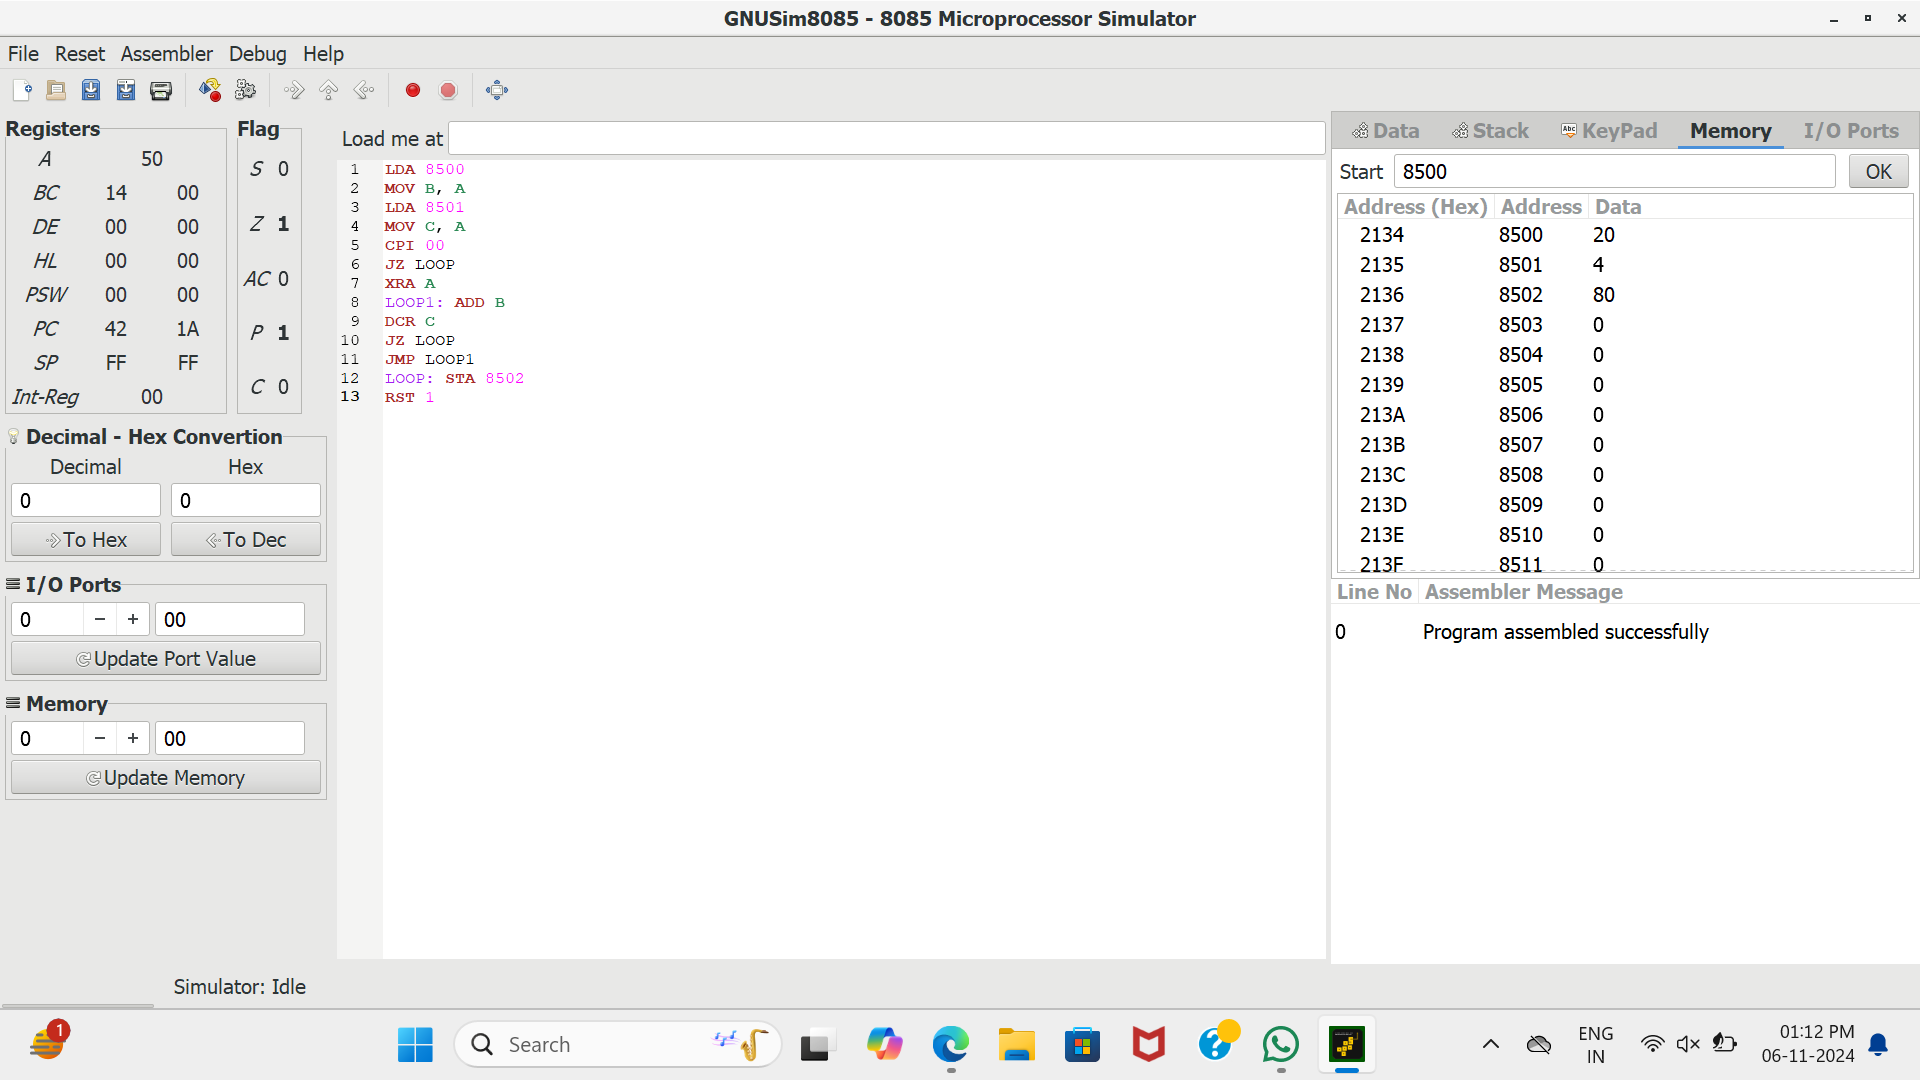 GNUSim8085 - 8085 Microprocessor Simulator
File Reset Assembler Debug Help
Registers
A 50
BC 14 00
DE 00 00
HL 00 00
PSW 00 00
PC 42 1A
SP FF FF
Int-Reg 00
Flag
S 0
Z 1
AC 0
P 1
C 0
Decimal - Hex Convertion
Decimal Hex
0 0
To Hex To Dec
I/O Ports
0 − + 00
Update Port Value
Memory
0 − + 00
Update Memory
Load me at
1 LDA 8500
2 MOV B, A
3 LDA 8501
4 MOV C, A
5 CPI 00
6 JZ LOOP
7 XRA A
8 LOOP1: ADD B
9 DCR C
10 JZ LOOP
11 JMP LOOP1
12 LOOP: STA 8502
13 RST 1
Data Stack Abc KeyPad Memory I/O Ports
Start 8500 OK
Address (Hex) Address Data
2134 8500 20
2135 8501 4
2136 8502 80
2137 8503 0
2138 8504 0
2139 8505 0
213A 8506 0
213B 8507 0
213C 8508 0
213D 8509 0
213E 8510 0
213F 8511 0
Line No Assembler Message
0 Program assembled successfully
Simulator: Idle
1
Search
ENG
IN
01:12 PM
06-11-2024